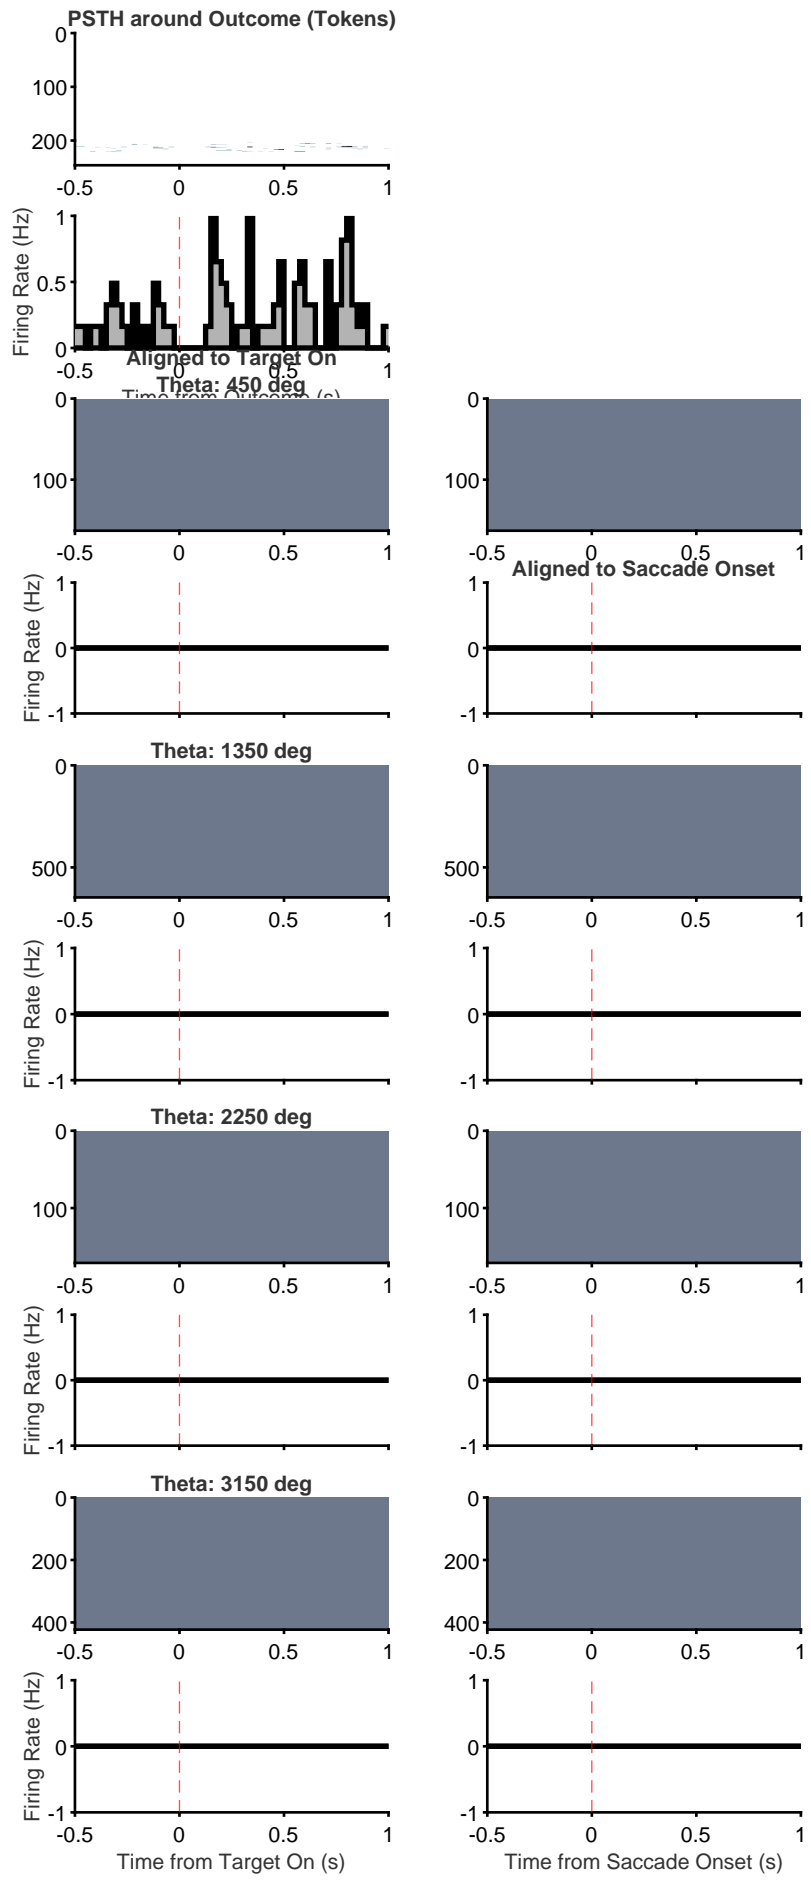 PSTH around Outcome (Tokens)
0
100
200
-0.5 0 0.5 1
Firing Rate (Hz)
1
0.5
0
-0.5 0 0.5 1
Time from Outcome (s)
Aligned to Target On
Theta: 450 deg
0
100
-0.5 0 0.5 1
0
100
-0.5 0 0.5 1
Aligned to Saccade Onset
Firing Rate (Hz)
1
0
-1
1
0
-1
Theta: 1350 deg
0
500
-0.5 0 0.5 1
0
500
-0.5 0 0.5 1
Firing Rate (Hz)
1
0
-1
1
0
-1
Theta: 2250 deg
0
100
-0.5 0 0.5 1
0
100
-0.5 0 0.5 1
Firing Rate (Hz)
1
0
-1
1
0
-1
Theta: 3150 deg
0
200
400
-0.5 0 0.5 1
0
200
400
-0.5 0 0.5 1
Firing Rate (Hz)
1
0
-1
-0.5 0 0.5 1
Time from Target On (s)
1
0
-1
-0.5 0 0.5 1
Time from Saccade Onset (s)